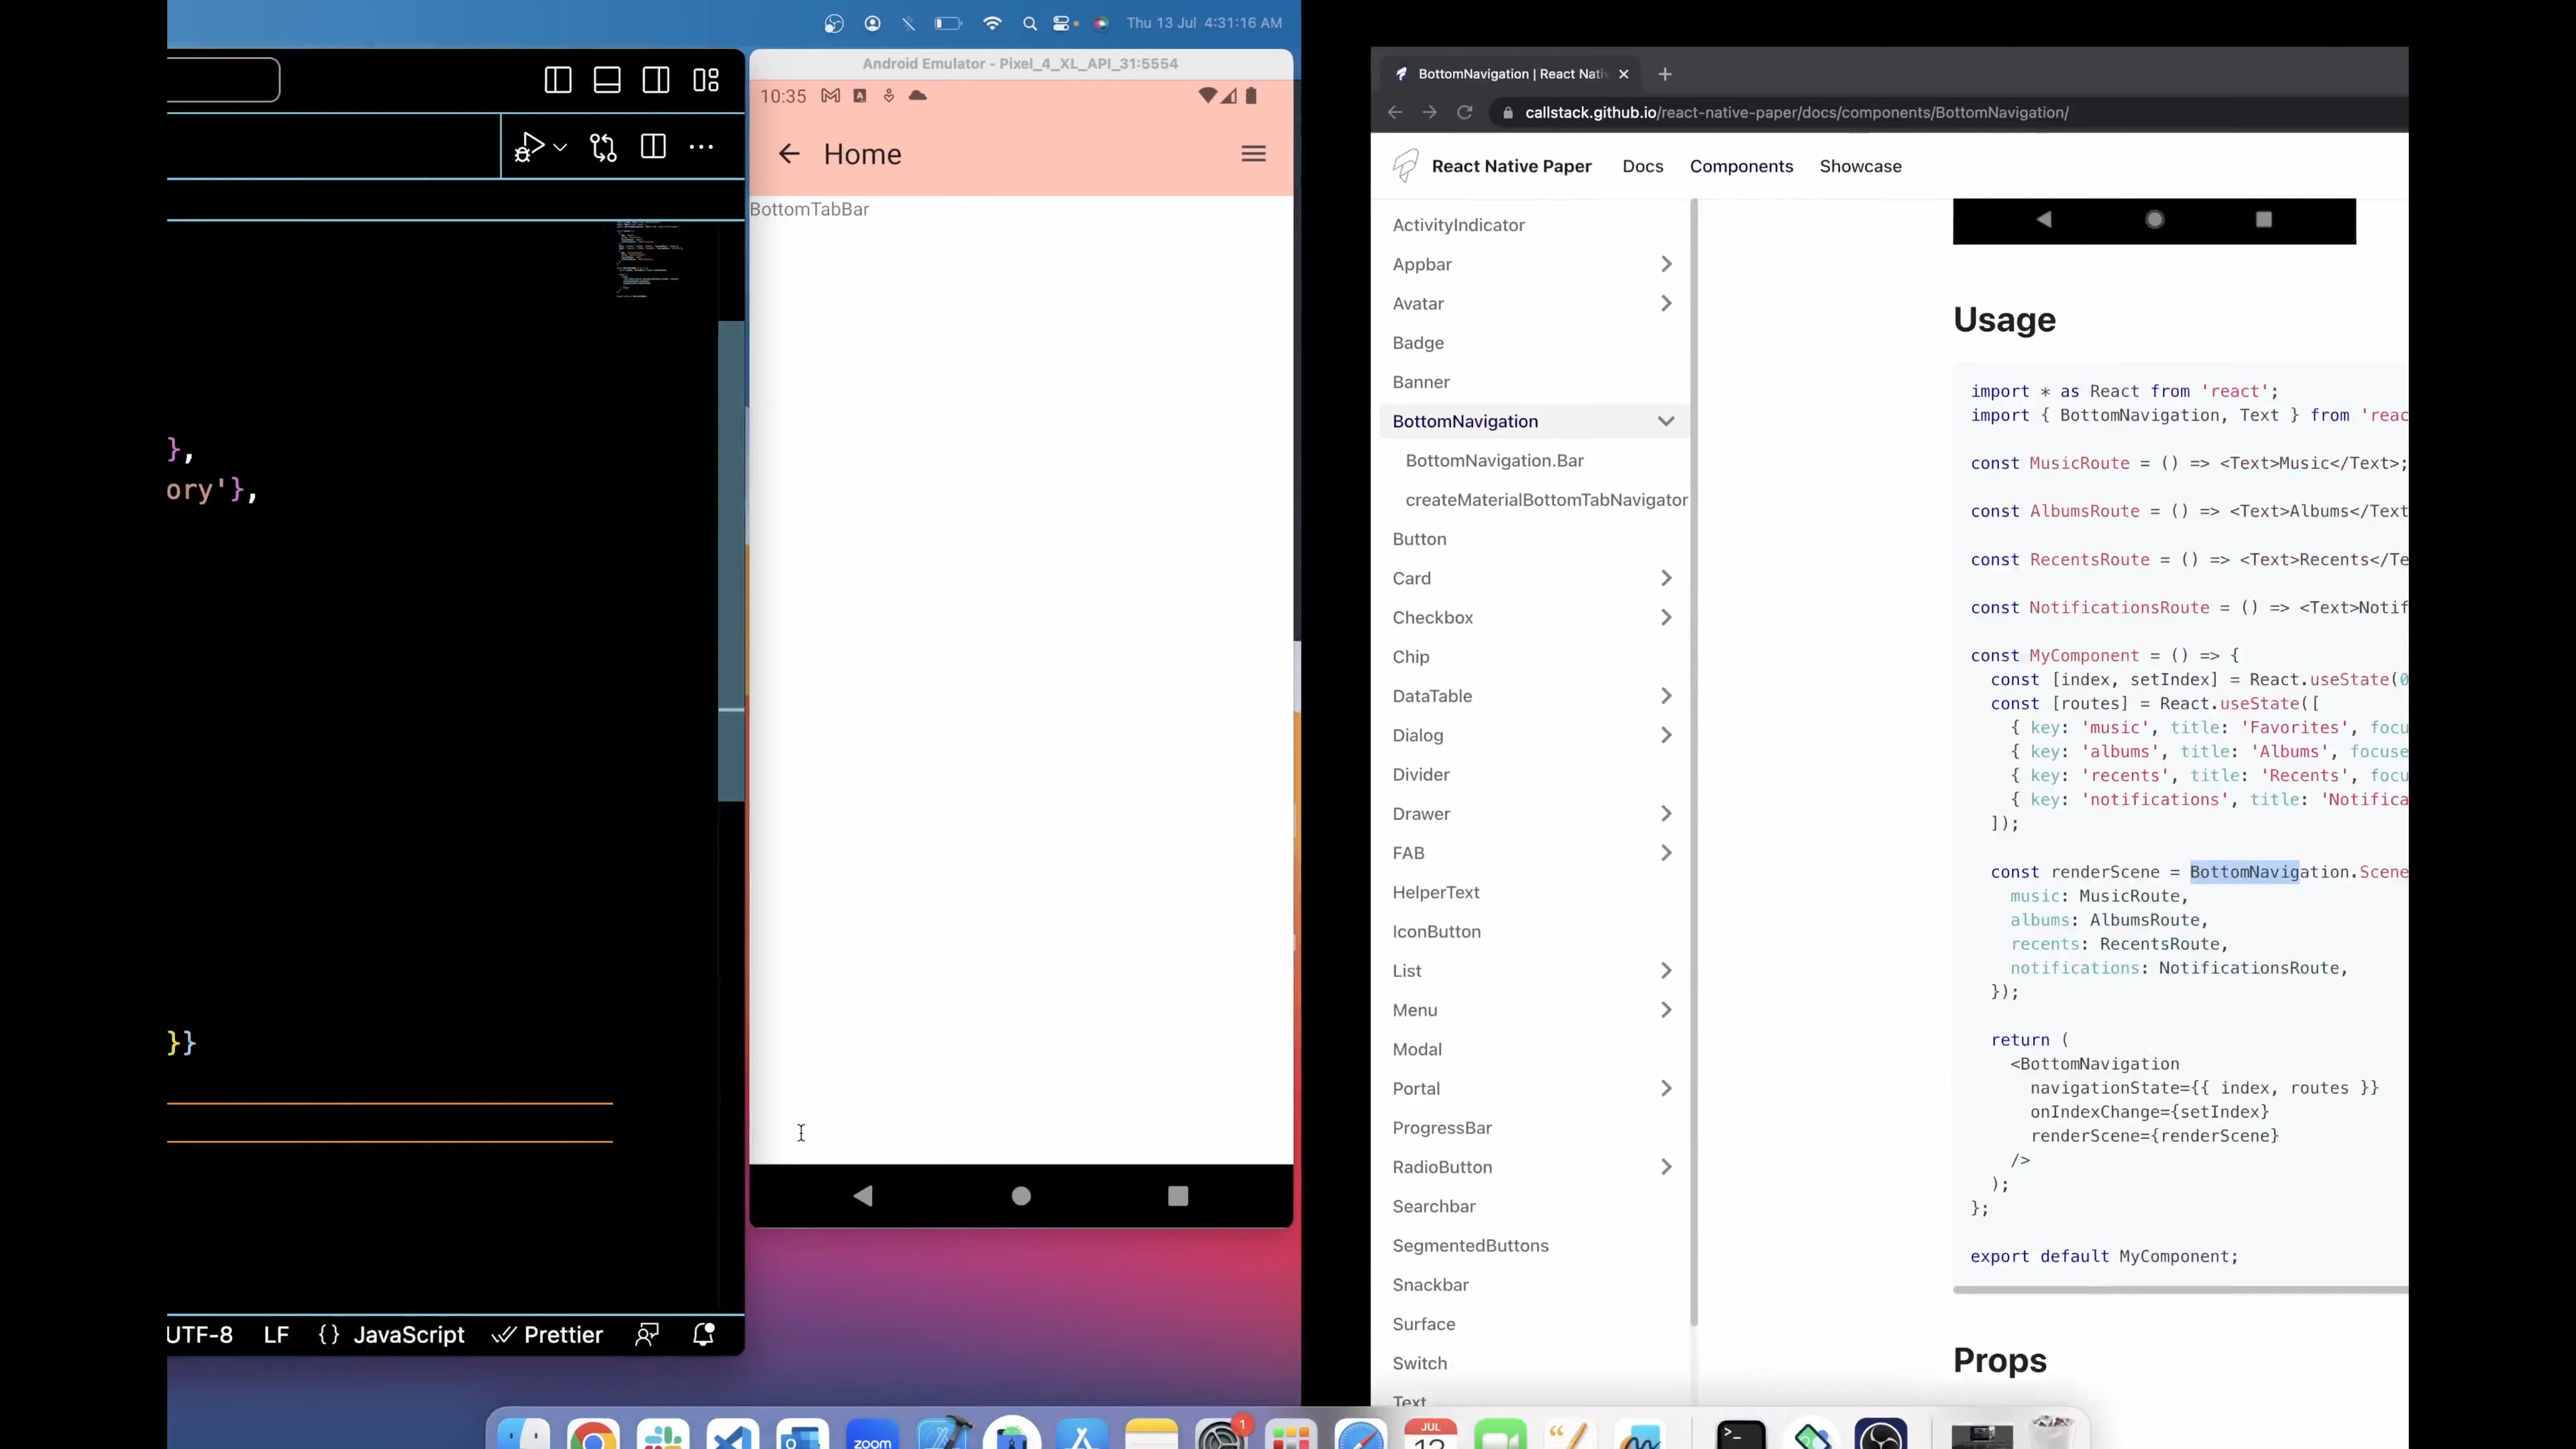 Thu 13 Jul 4:31:16 AM
},
ory'},
}}
UTF-8 LF {} JavaScript Prettier
Android Emulator - Pixel_4_XL_API_31:5554
10:35
Home
BottomTabBar
BottomNavigation | React Nativ
callstack.github.io/react-native-paper/docs/components/BottomNavigation/
React Native Paper Docs Components Showcase
ActivityIndicator
Appbar
Avatar
Badge
Banner
BottomNavigation
BottomNavigation.Bar
createMaterialBottomTabNavigator
Button
Card
Checkbox
Chip
DataTable
Dialog
Divider
Drawer
FAB
HelperText
IconButton
List
Menu
Modal
Portal
ProgressBar
RadioButton
Searchbar
SegmentedButtons
Snackbar
Surface
Switch
Text
Usage
import * as React from 'react';
import { BottomNavigation, Text } from 'reac
const MusicRoute = () => <Text>Music</Text>;
const AlbumsRoute = () => <Text>Albums</Text
const RecentsRoute = () => <Text>Recents</Te
const NotificationsRoute = () => <Text>Notif
const MyComponent = () => {
const [index, setIndex] = React.useState(0
const [routes] = React.useState([
{ key: 'music', title: 'Favorites', focu
{ key: 'albums', title: 'Albums', focuse
{ key: 'recents', title: 'Recents', focu
{ key: 'notifications', title: 'Notifica
]);
const renderScene = BottomNavigation.Scene
music: MusicRoute,
albums: AlbumsRoute,
recents: RecentsRoute,
notifications: NotificationsRoute,
});
return (
<BottomNavigation
navigationState={{ index, routes }}
onIndexChange={setIndex}
renderScene={renderScene}
/>
);
};
export default MyComponent;
Props
zoom
1
JUL